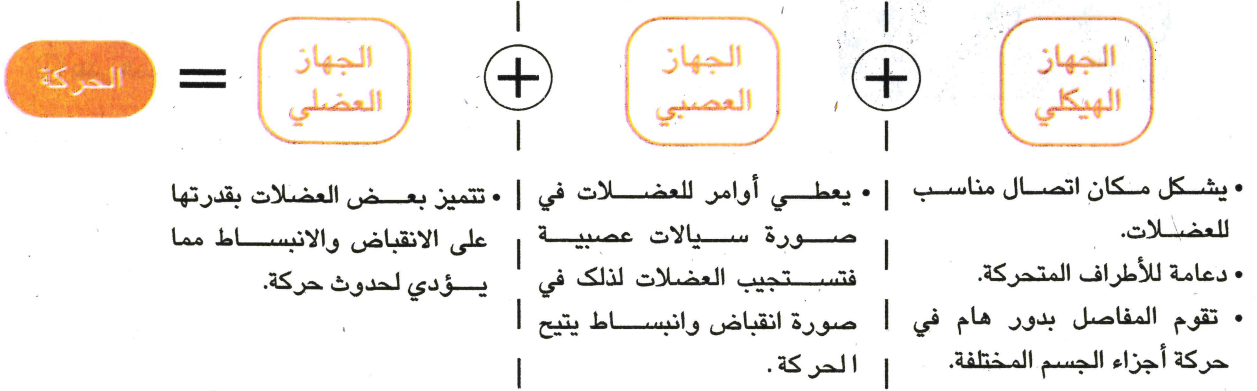 الجهاز
الهيكلي
+
الجهاز
العصبي
+
الجهاز
العضلي
=
الحركة
• يشكل مكان اتصال مناسب
للعضلات.
• دعامة للأطراف المتحركة.
• تقوم المفاصل بدور هام في
حركة أجزاء الجسم المختلفة.
• يعطي أوامر للعضلات في
صورة سيالات عصبية
فتستجيب العضلات لذلك في
صورة انقباض وانبساط يتيح
الحركة.
• تتميز بعض العضلات بقدرتها
على الانقباض والانبساط مما
يؤدي لحدوث حركة.